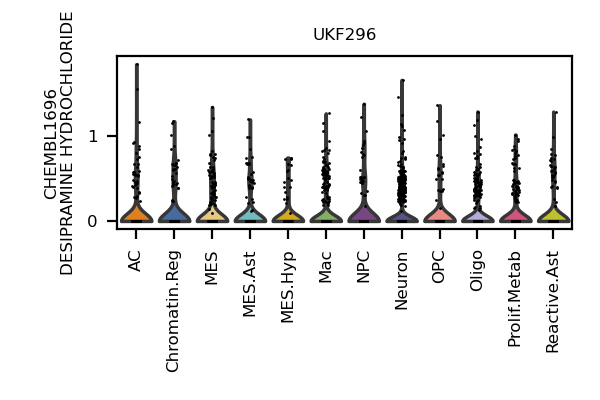 UKF296
CHEMBL1696
DESIPRAMINE HYDROCHLORIDE
1
0
AC
Chromatin.Reg
MES
MES.Ast
MES.Hyp
Mac
NPC
Neuron
OPC
Oligo
Prolif.Metab
Reactive.Ast